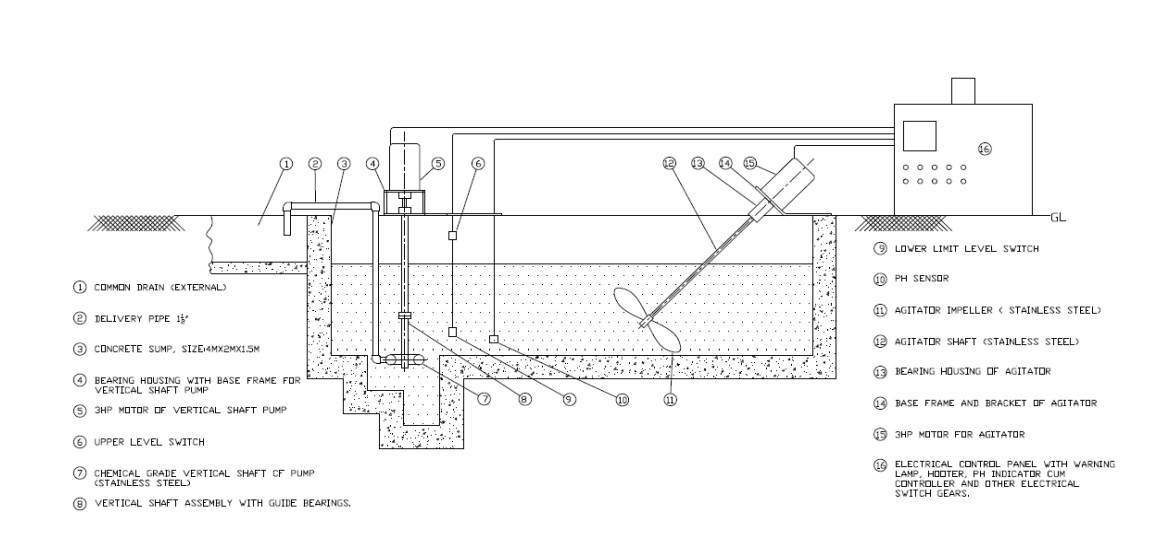 1 2 3 4 5 6 12 13 14 15 16
GL
1 COMMON DRAIN (EXTERNAL)
2 DELIVERY PIPE 1½"
3 CONCRETE SUMP, SIZE:4MX2MX1.5M
4 BEARING HOUSING WITH BASE FRAME FOR
VERTICAL SHAFT PUMP
5 3HP MOTOR OF VERTICAL SHAFT PUMP
6 UPPER LEVEL SWITCH
7 CHEMICAL GRADE VERTICAL SHAFT CF PUMP
(STAINLESS STEEL)
8 VERTICAL SHAFT ASSEMBLY WITH GUIDE BEARINGS.
7 8 9 10 11
9 LOWER LIMIT LEVEL SWITCH
10 PH SENSOR
11 AGITATOR IMPELLER ( STAINLESS STEEL)
12 AGITATOR SHAFT (STAINLESS STEEL)
13 BEARING HOUSING OF AGITATOR
14 BASE FRAME AND BRACKET OF AGITATOR
15 3HP MOTOR FOR AGITATOR
16 ELECTRICAL CONTROL PANEL WITH WARNING
LAMP, HOOTER, PH INDICATOR CUM
CONTROLLER AND OTHER ELECTRICAL
SWITCH GEARS.